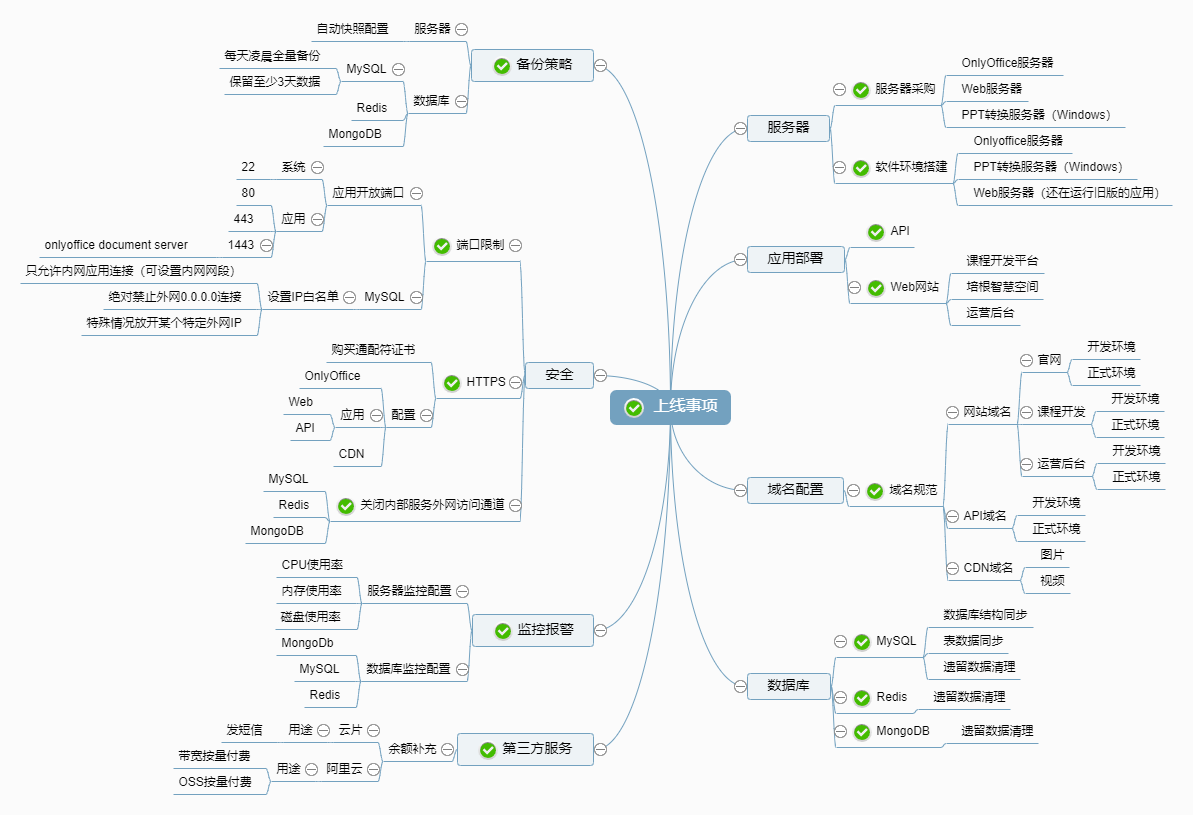 上线事项
服务器
服务器采购
OnlyOffice服务器
Web服务器
PPT转换服务器（Windows）
软件环境搭建
Onlyoffice服务器
PPT转换服务器（Windows）
Web服务器（还在运行旧版的应用）
应用部署
API
Web网站
课程开发平台
培根智慧空间
运营后台
域名配置
域名规范
网站域名
官网
开发环境
正式环境
课程开发
开发环境
正式环境
运营后台
开发环境
正式环境
API域名
开发环境
正式环境
CDN域名
图片
视频
数据库
MySQL
数据库结构同步
表数据同步
遗留数据清理
Redis
遗留数据清理
MongoDB
遗留数据清理
备份策略
服务器
自动快照配置
数据库
MySQL
每天凌晨全量备份
保留至少3天数据
Redis
MongoDB
安全
端口限制
应用开放端口
系统
22
应用
80
443
1443
onlyoffice document server
MySQL
设置IP白名单
只允许内网应用连接（可设置内网网段）
绝对禁止外网0.0.0.0连接
特殊情况放开某个特定外网IP
HTTPS
购买通配符证书
配置
应用
OnlyOffice
Web
API
CDN
关闭内部服务外网访问通道
MySQL
Redis
MongoDB
监控报警
服务器监控配置
CPU使用率
内存使用率
磁盘使用率
数据库监控配置
MongoDb
MySQL
Redis
第三方服务
余额补充
云片
用途
发短信
阿里云
用途
带宽按量付费
OSS按量付费